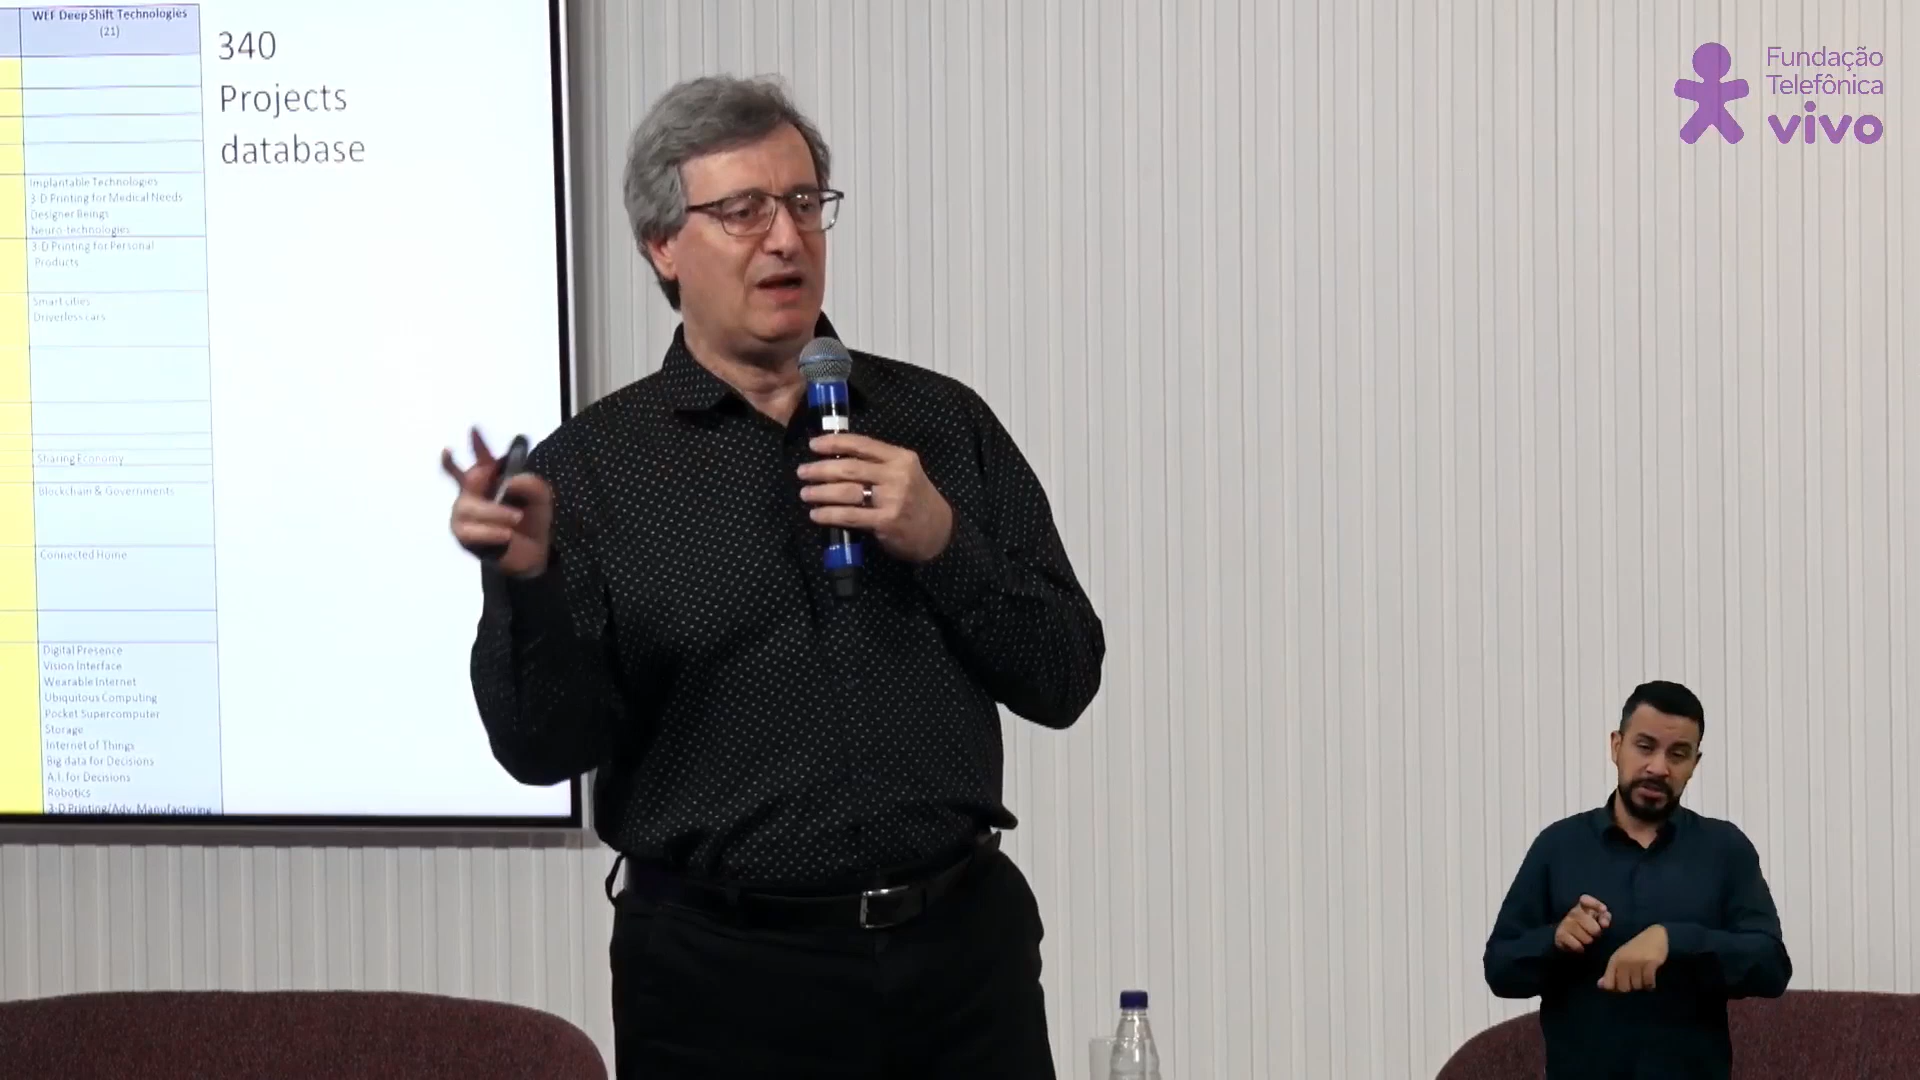 WEF Deep Shift Technologies
(21)
340
Projects
database
Implantable Technologies
3-D Printing for Medical Needs
Designer Beings
Neuro-technologies
3-D Printing for Personal
Products
Smart cities
Driverless cars
Sharing Economy
Blockchain & Governments
Connected Home
Digital Presence
Vision Interface
Wearable Internet
Ubiquitous Computing
Pocket Supercomputer
Storage
Internet of Things
Big data for Decisions
A.I. for Decisions
Robotics
3-D Printing/Adv. Manufacturing
Fundação
Telefônica
vivo